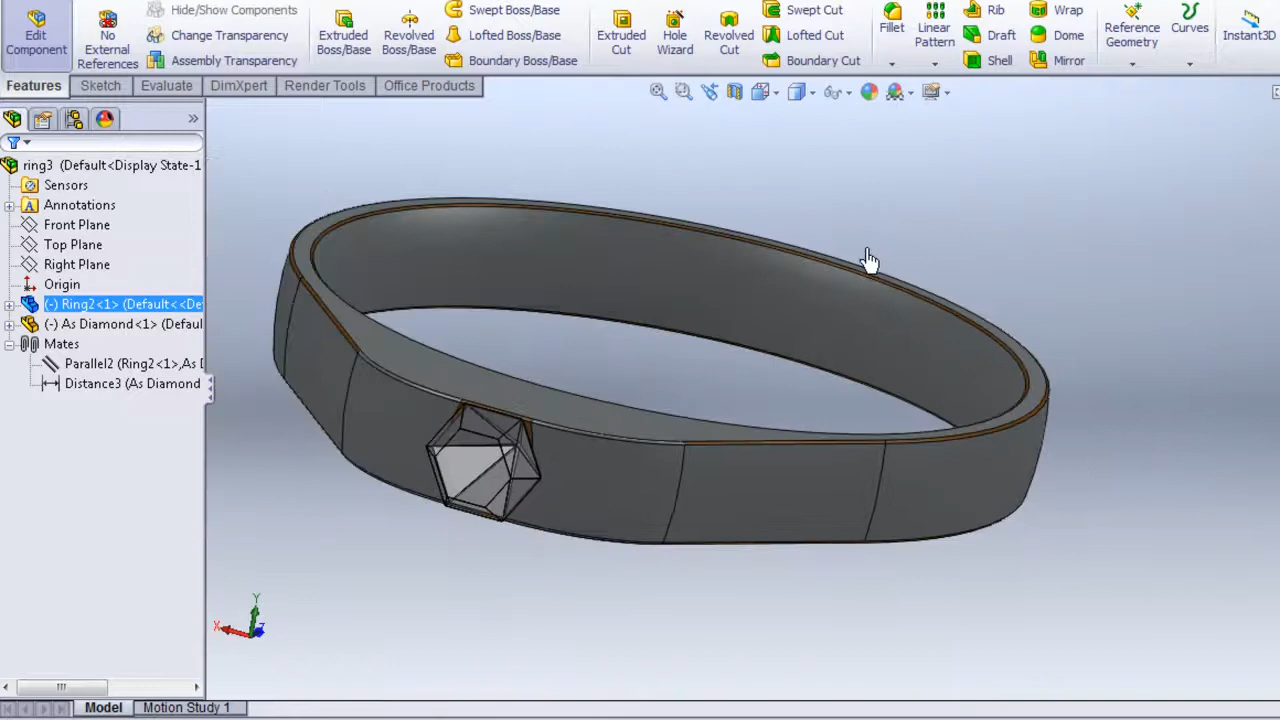 Edit Component
No External References
Hide/Show Components
Change Transparency
Assembly Transparency
Extruded Boss/Base
Revolved Boss/Base
Swept Boss/Base
Lofted Boss/Base
Boundary Boss/Base
Extruded Cut
Hole Wizard
Revolved Cut
Swept Cut
Lofted Cut
Boundary Cut
Fillet
Linear Pattern
Rib
Draft
Shell
Wrap
Dome
Mirror
Reference Geometry
Curves
Instant3D
Features
Sketch
Evaluate
DimXpert
Render Tools
Office Products
ring3 (Default<Display State-1
Sensors
Annotations
Front Plane
Top Plane
Right Plane
Origin
(-) Ring2<1> (Default<<De
(-) As Diamond<1> (Defaul
Mates
Parallel2 (Ring2<1>,As D
Distance3 (As Diamond
Y
X
Z
Model
Motion Study 1